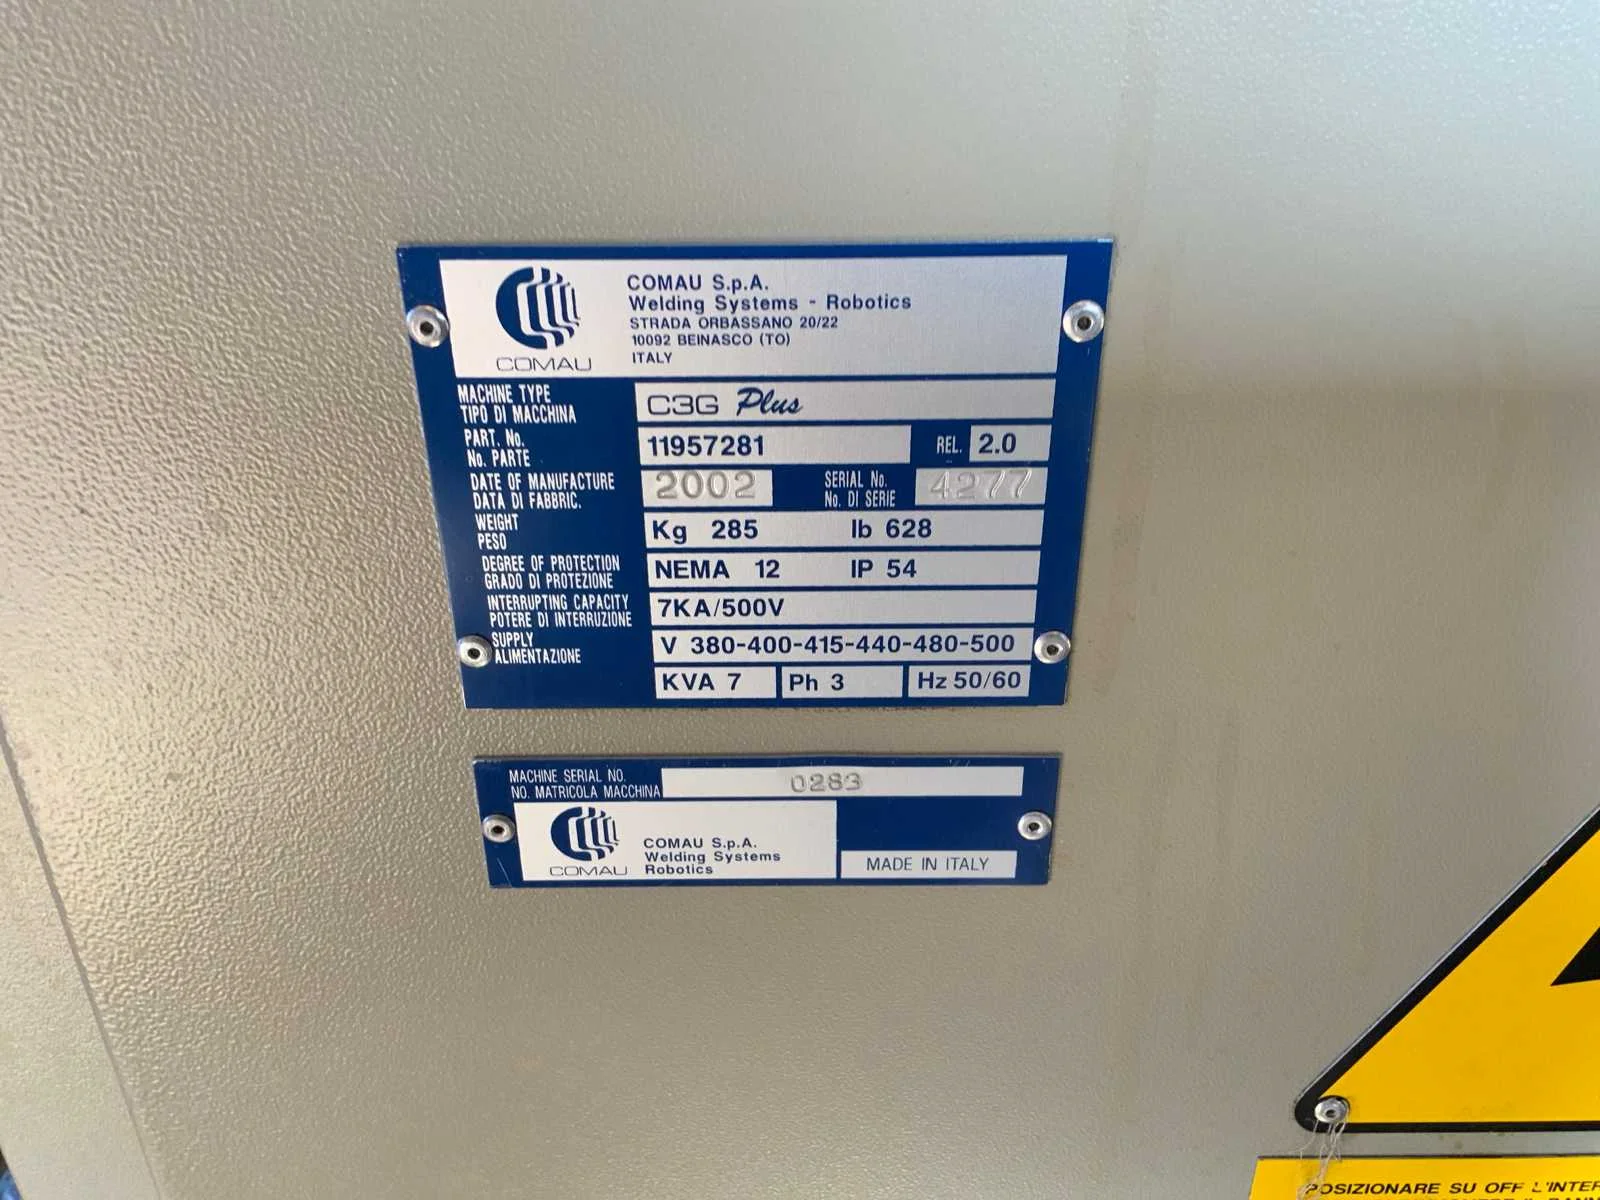 COMAU
COMAU S.p.A.
Welding Systems - Robotics
STRADA ORBASSANO 20/22
10092 BEINASCO (TO)
ITALY
MACHINE TYPE
TIPO DI MACCHINA
C3G Plus
PART. No.
No. PARTE
11957281
REL. 2.0
DATE OF MANUFACTURE
DATA DI FABBRIC.
2002
SERIAL No.
No. DI SERIE
4277
WEIGHT
PESO
Kg 285 lb 628
DEGREE OF PROTECTION
GRADO DI PROTEZIONE
NEMA 12 IP 54
INTERRUPTING CAPACITY
POTERE DI INTERRUZIONE
7KA/500V
SUPPLY
ALIMENTAZIONE
V 380-400-415-440-480-500
KVA 7 Ph 3 Hz 50/60
MACHINE SERIAL NO.
NO. MATRICOLA MACCHINA
0283
COMAU
COMAU S.p.A.
Welding Systems
Robotics
MADE IN ITALY
POSIZIONARE SU OFF L'INTER